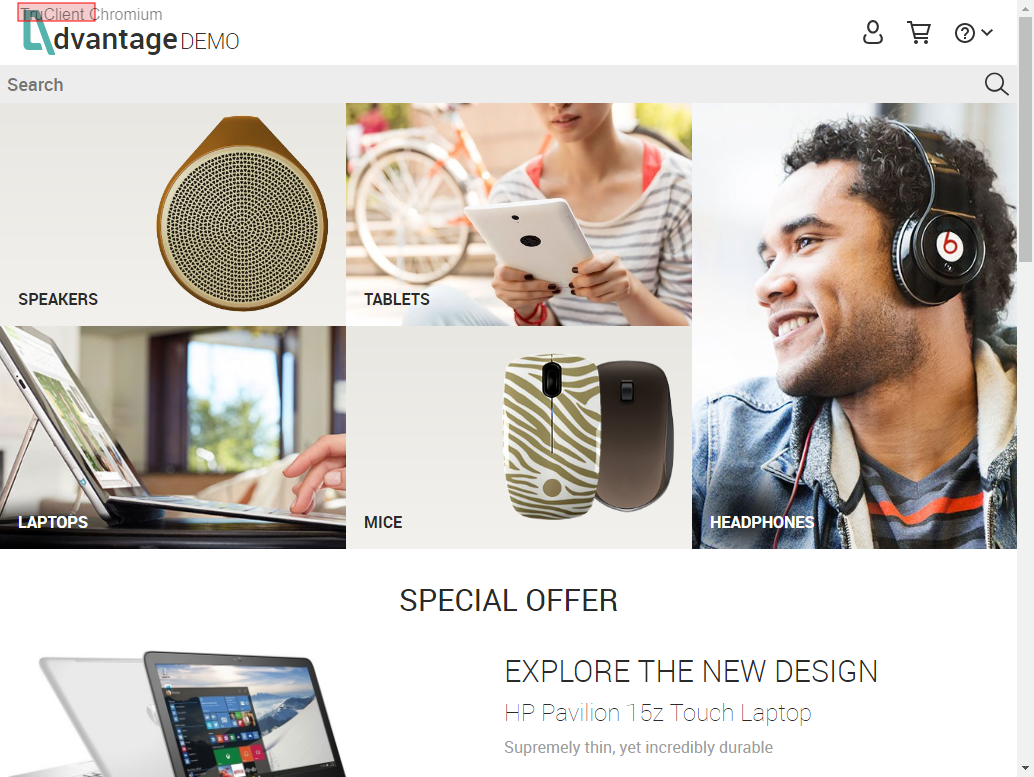 TruClient Chromium
dvantage DEMO
Search
SPEAKERS
TABLETS
LAPTOPS
MICE
HEADPHONES
SPECIAL OFFER
EXPLORE THE NEW DESIGN
HP Pavilion 15z Touch Laptop
Supremely thin, yet incredibly durable